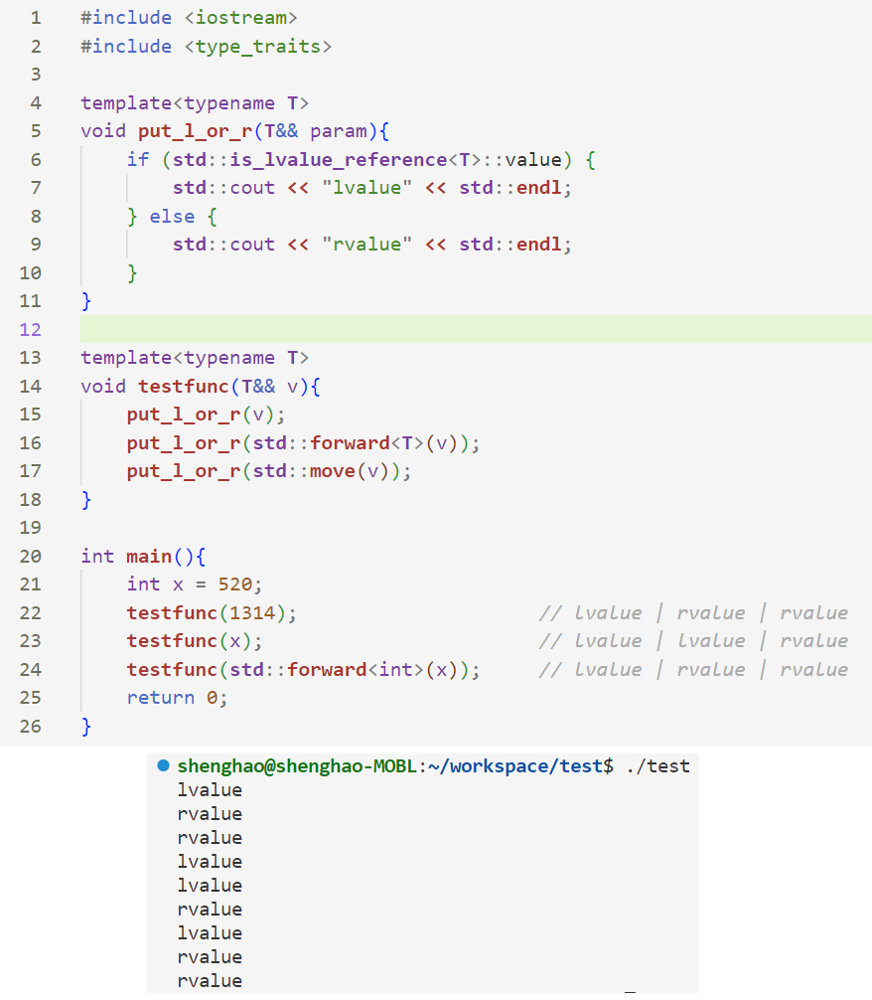 1 #include <iostream>
2 #include <type_traits>
3
4 template<typename T>
5 void put_l_or_r(T&& param){
6     if (std::is_lvalue_reference<T>::value) {
7         std::cout << "lvalue" << std::endl;
8     } else {
9         std::cout << "rvalue" << std::endl;
10     }
11 }
12
13 template<typename T>
14 void testfunc(T&& v){
15     put_l_or_r(v);
16     put_l_or_r(std::forward<T>(v));
17     put_l_or_r(std::move(v));
18 }
19
20 int main(){
21     int x = 520;
22     testfunc(1314);                     // lvalue | rvalue | rvalue
23     testfunc(x);                        // lvalue | lvalue | rvalue
24     testfunc(std::forward<int>(x));     // lvalue | rvalue | rvalue
25     return 0;
26 }
shenghao@shenghao-MOBL:~/workspace/test$ ./test
lvalue
rvalue
rvalue
lvalue
lvalue
rvalue
lvalue
rvalue
rvalue